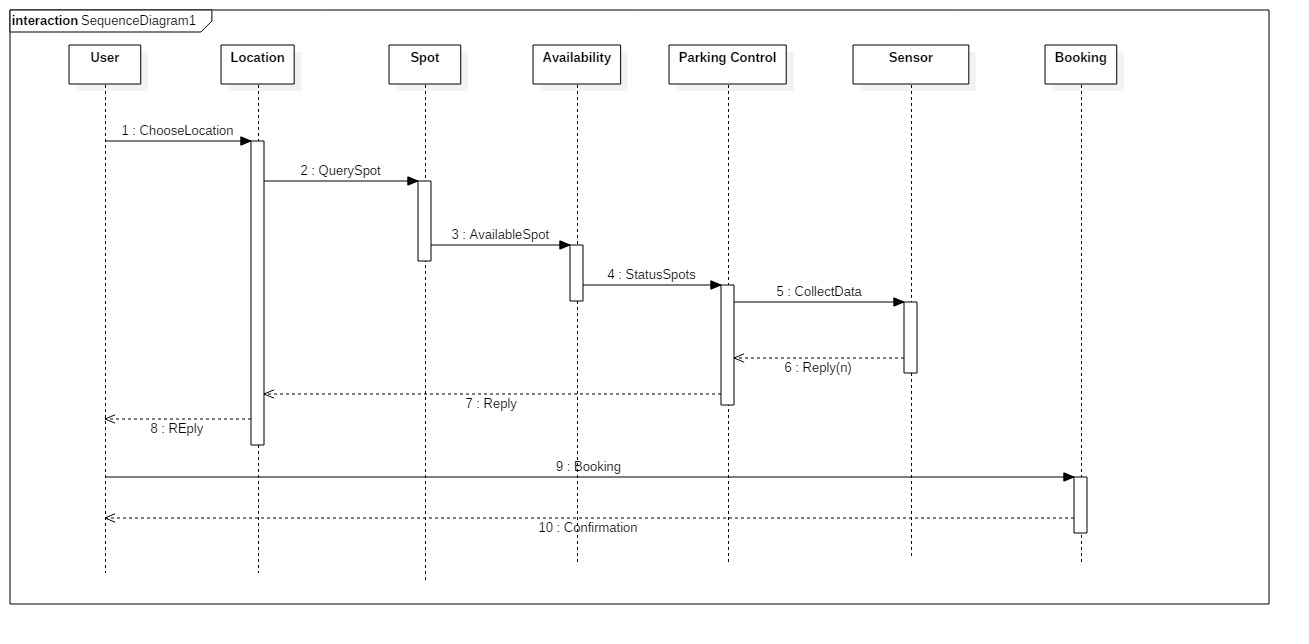 interaction SequenceDiagram1
User
Location
Spot
Availability
Parking Control
Sensor
Booking
1 : ChooseLocation
2 : QuerySpot
3 : AvailableSpot
4 : StatusSpots
5 : CollectData
6 : Reply(n)
7 : Reply
8 : REply
9 : Booking
10 : Confirmation